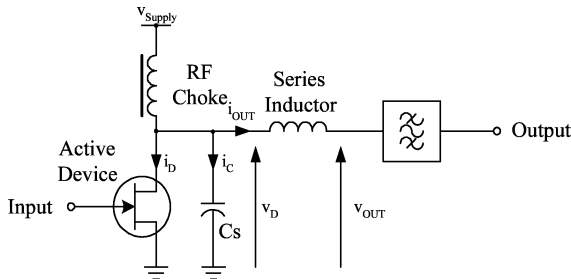 vSupply
RF
Choke
Series
Inductor
iOUT
Output
Active
Device
iD
iC
Input
Cs
vD
vOUT